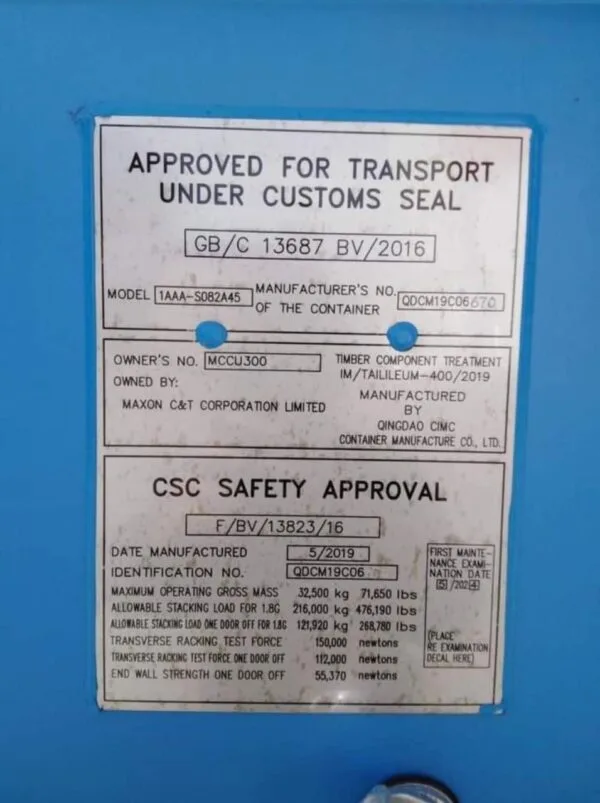 APPROVED FOR TRANSPORT
UNDER CUSTOMS SEAL
GB/C 13687 BV/2016
MODEL 1AAA-S082A45
MANUFACTURER'S NO. OF THE CONTAINER QDCM19C06670
OWNER'S NO. MCCU300
OWNED BY:
MAXON C&T CORPORATION LIMITED
TIMBER COMPONENT TREATMENT
IM/TAILILEUM-400/2019
MANUFACTURED
BY
QINGDAO CIMC
CONTAINER MANUFACTURE CO., LTD.
CSC SAFETY APPROVAL
F/BV/13823/16
DATE MANUFACTURED 5/2019
IDENTIFICATION NO. QDCM19C06
MAXIMUM OPERATING GROSS MASS 32,500 kg 71,650 lbs
ALLOWABLE STACKING LOAD FOR 1.8G 216,000 kg 476,190 lbs
ALLOWABLE STACKING LOAD ONE DOOR OFF FOR 1.8G 121,920 kg 268,780 lbs
TRANSVERSE RACKING TEST FORCE 150,000 newtons
TRANSVERSE RACKING TEST FORCE ONE DOOR OFF 112,000 newtons
END WALL STRENGTH ONE DOOR OFF 55,370 newtons
FIRST MAINTE-
NANCE EXAMI-
NATION DATE
5/2024
(PLACE
RE EXAMINATION
DECAL HERE)